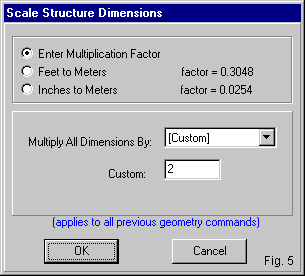 Scale Structure Dimensions
Enter Multiplication Factor
Feet to Meters factor = 0.3048
Inches to Meters factor = 0.0254
Multiply All Dimensions By: [Custom]
Custom: 2
(applies to all previous geometry commands)
OK Cancel Fig. 5